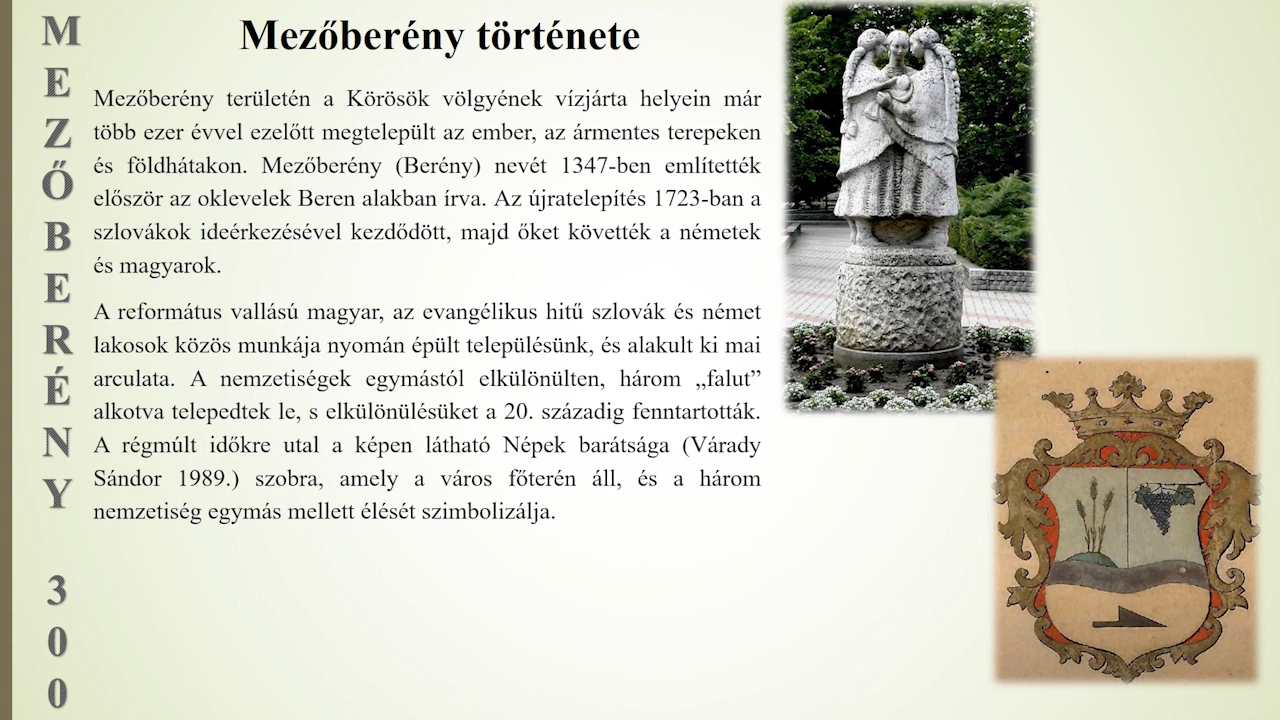 MEZŐBERÉNY 300
Mezőberény története
Mezőberény területén a Körösök völgyének vízjárta helyein már
több ezer évvel ezelőtt megtelepült az ember, az ármentes terepeken
és földhátakon. Mezőberény (Berény) nevét 1347-ben említették
először az oklevelek Beren alakban írva. Az újratelepítés 1723-ban a
szlovákok ideérkezésével kezdődött, majd őket követték a németek
és magyarok.
A református vallású magyar, az evangélikus hitű szlovák és német
lakosok közös munkája nyomán épült településünk, és alakult ki mai
arculata. A nemzetiségek egymástól elkülönülten, három „falut”
alkotva telepedtek le, s elkülönülésüket a 20. századig fenntartották.
A régmúlt időkre utal a képen látható Népek barátsága (Várady
Sándor 1989.) szobra, amely a város főterén áll, és a három
nemzetiség egymás mellett élését szimbolizálja.